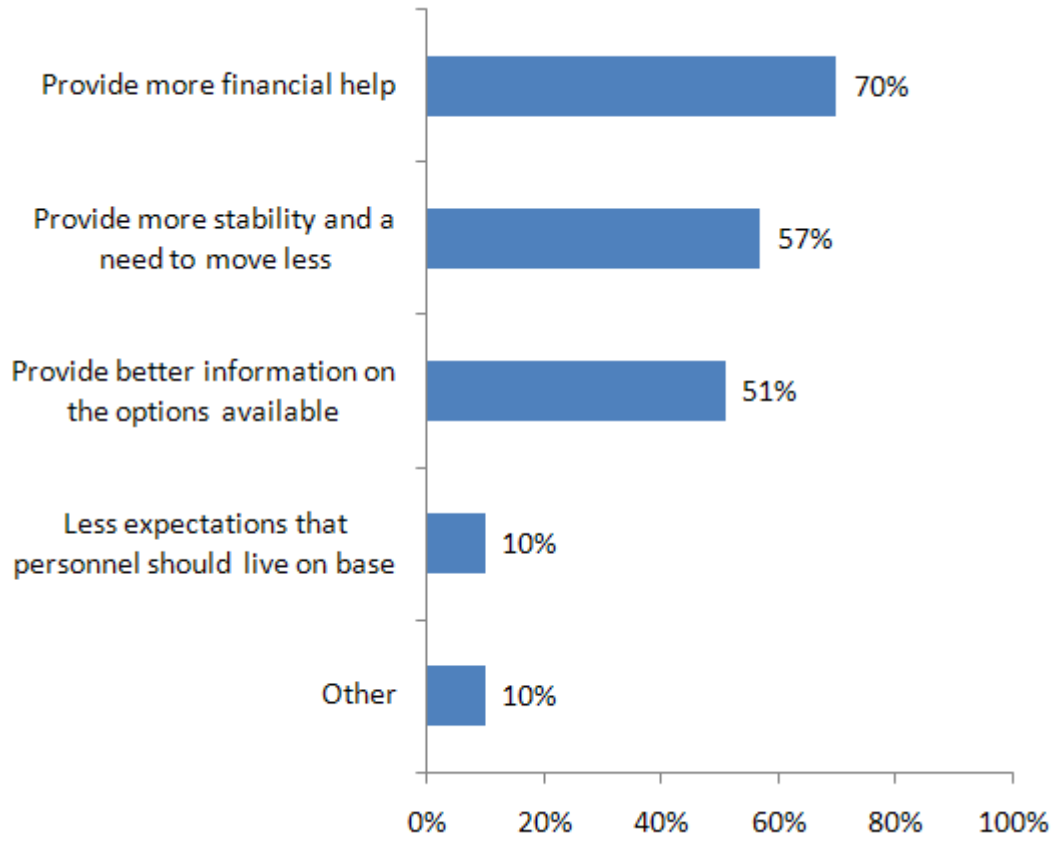 Provide more financial help
70%
Provide more stability and a
need to move less
57%
Provide better information on
the options available
51%
Less expectations that
personnel should live on base
10%
Other
10%
0% 20% 40% 60% 80% 100%